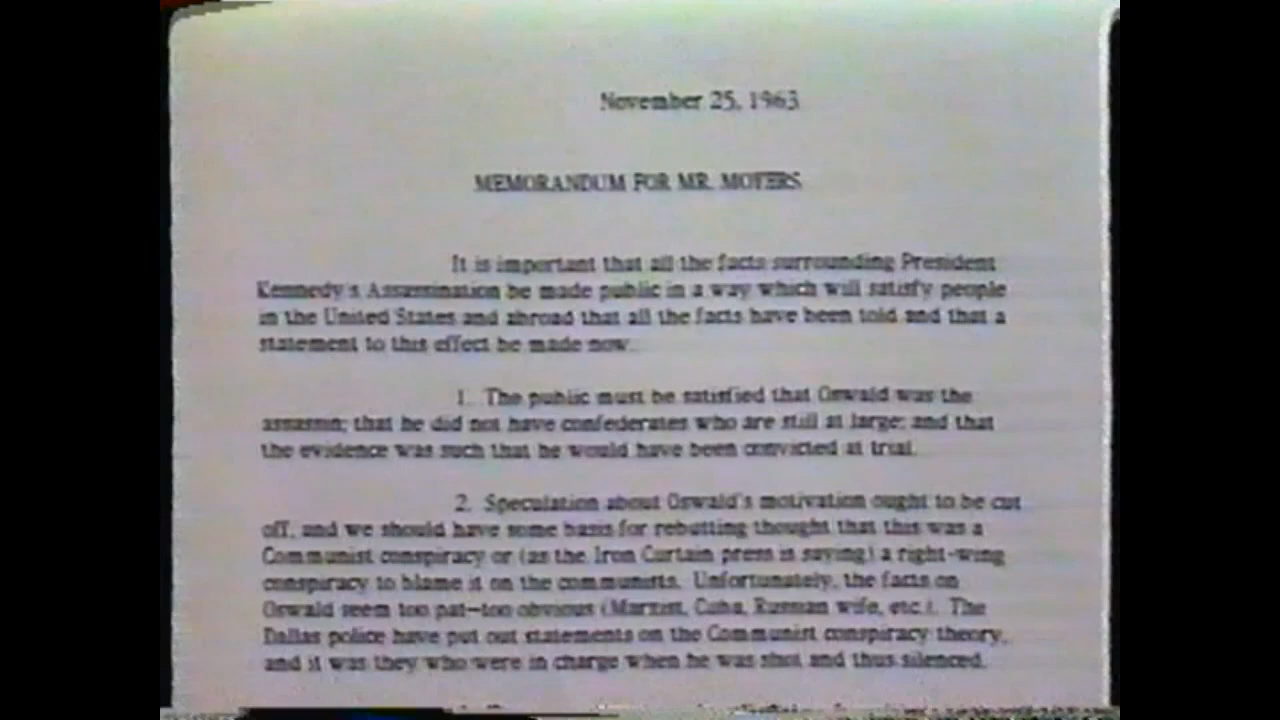 November 25, 1963
MEMORANDUM FOR MR. MOYERS
It is important that all the facts surrounding President
Kennedy's Assassination be made public in a way which will satisfy people
in the United States and abroad that all the facts have been told and that a
statement to this effect be made now.
1. The public must be satisfied that Oswald was the
assassin; that he did not have confederates who are still at large; and that
the evidence was such that he would have been convicted at trial.
2. Speculation about Oswald's motivation ought to be cut
off, and we should have some basis for rebutting thought that this was a
Communist conspiracy or (as the Iron Curtain press is saying) a right-wing
conspiracy to blame it on the communists. Unfortunately, the facts on
Oswald seem too pat—too obvious (Marxist, Cuba, Russian wife, etc.). The
Dallas police have put out statements on the Communist conspiracy theory,
and it was they who were in charge when he was shot and thus silenced.